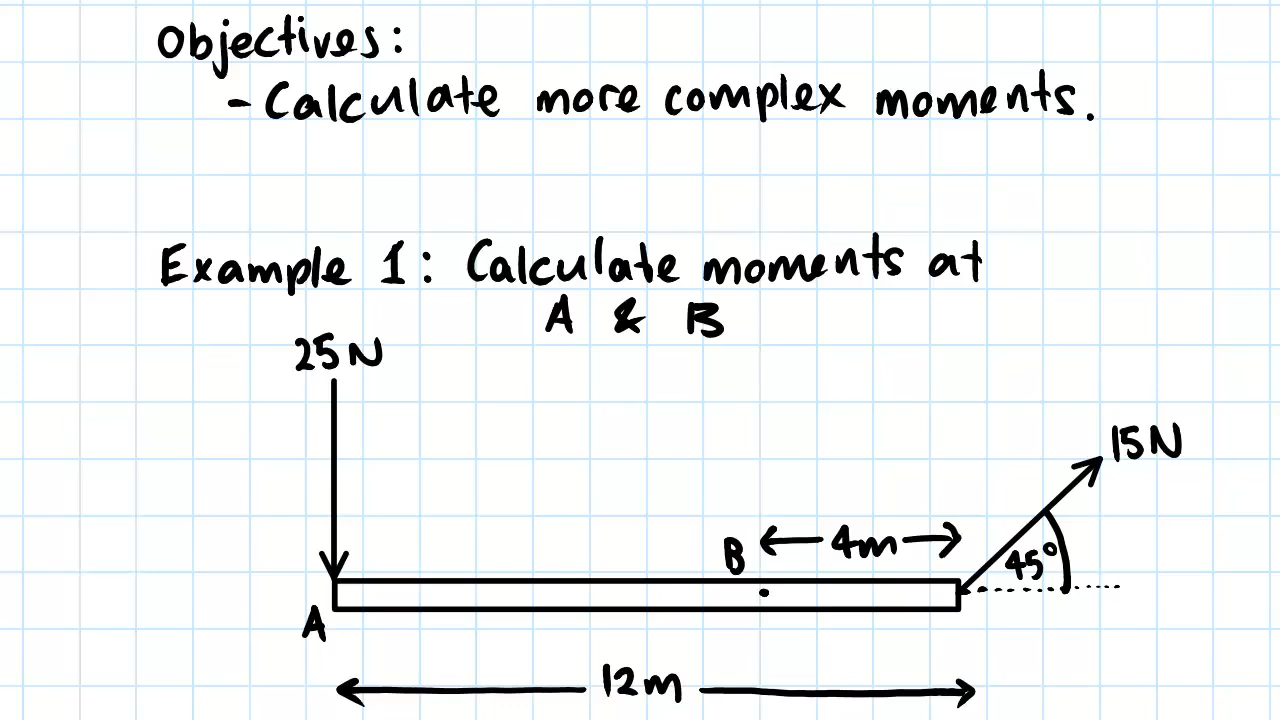 Objectives:
- Calculate more complex moments.
Example 1: Calculate moments at
A & B
25N
15N
B
4m
45°
A
12m